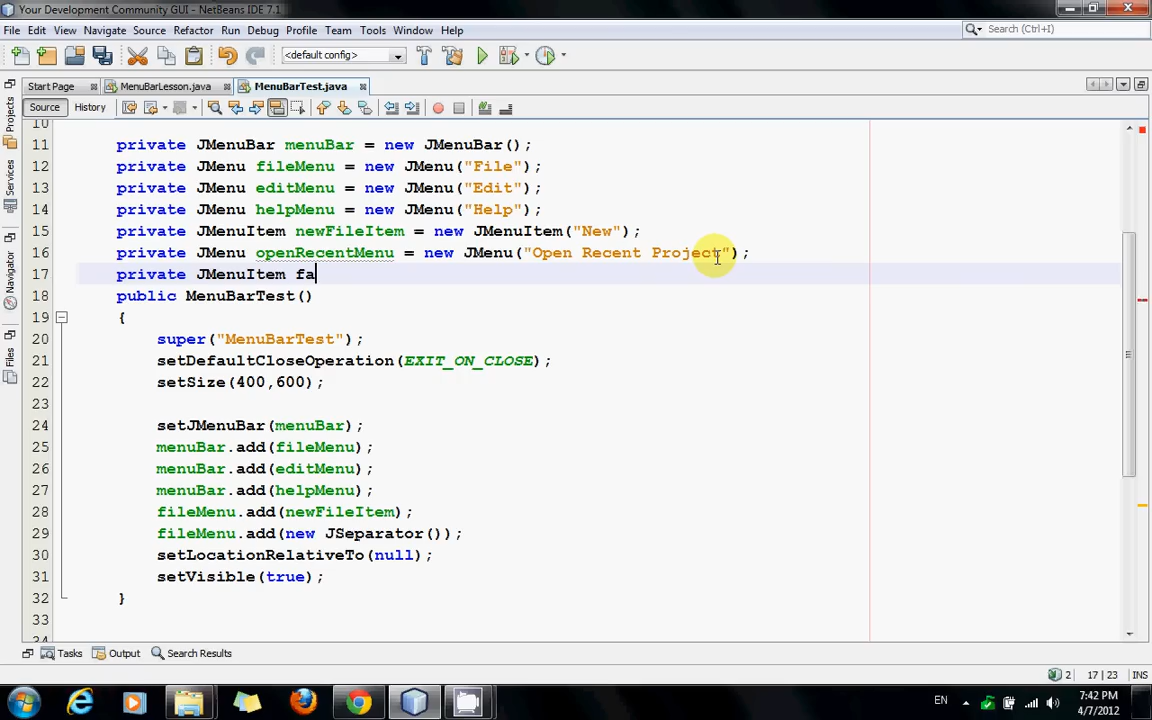 Your Development Community GUI - NetBeans IDE 7.1
File Edit View Navigate Source Refactor Run Debug Profile Team Tools Window Help
Search (Ctrl+I)
<default config>
Start Page MenuBarLesson.java MenuBarTest.java
Source History
Projects
Services
Navigator
Files
10
11 private JMenuBar menuBar = new JMenuBar();
12 private JMenu fileMenu = new JMenu("File");
13 private JMenu editMenu = new JMenu("Edit");
14 private JMenu helpMenu = new JMenu("Help");
15 private JMenuItem newFileItem = new JMenuItem("New");
16 private JMenu openRecentMenu = new JMenu("Open Recent Project");
17 private JMenuItem fa
18 public MenuBarTest()
19 {
20 super("MenuBarTest");
21 setDefaultCloseOperation(EXIT_ON_CLOSE);
22 setSize(400,600);
23
24 setJMenuBar(menuBar);
25 menuBar.add(fileMenu);
26 menuBar.add(editMenu);
27 menuBar.add(helpMenu);
28 fileMenu.add(newFileItem);
29 fileMenu.add(new JSeparator());
30 setLocationRelativeTo(null);
31 setVisible(true);
32 }
33
34
Tasks Output Search Results
2 17 | 23 INS
EN 7:42 PM
4/7/2012